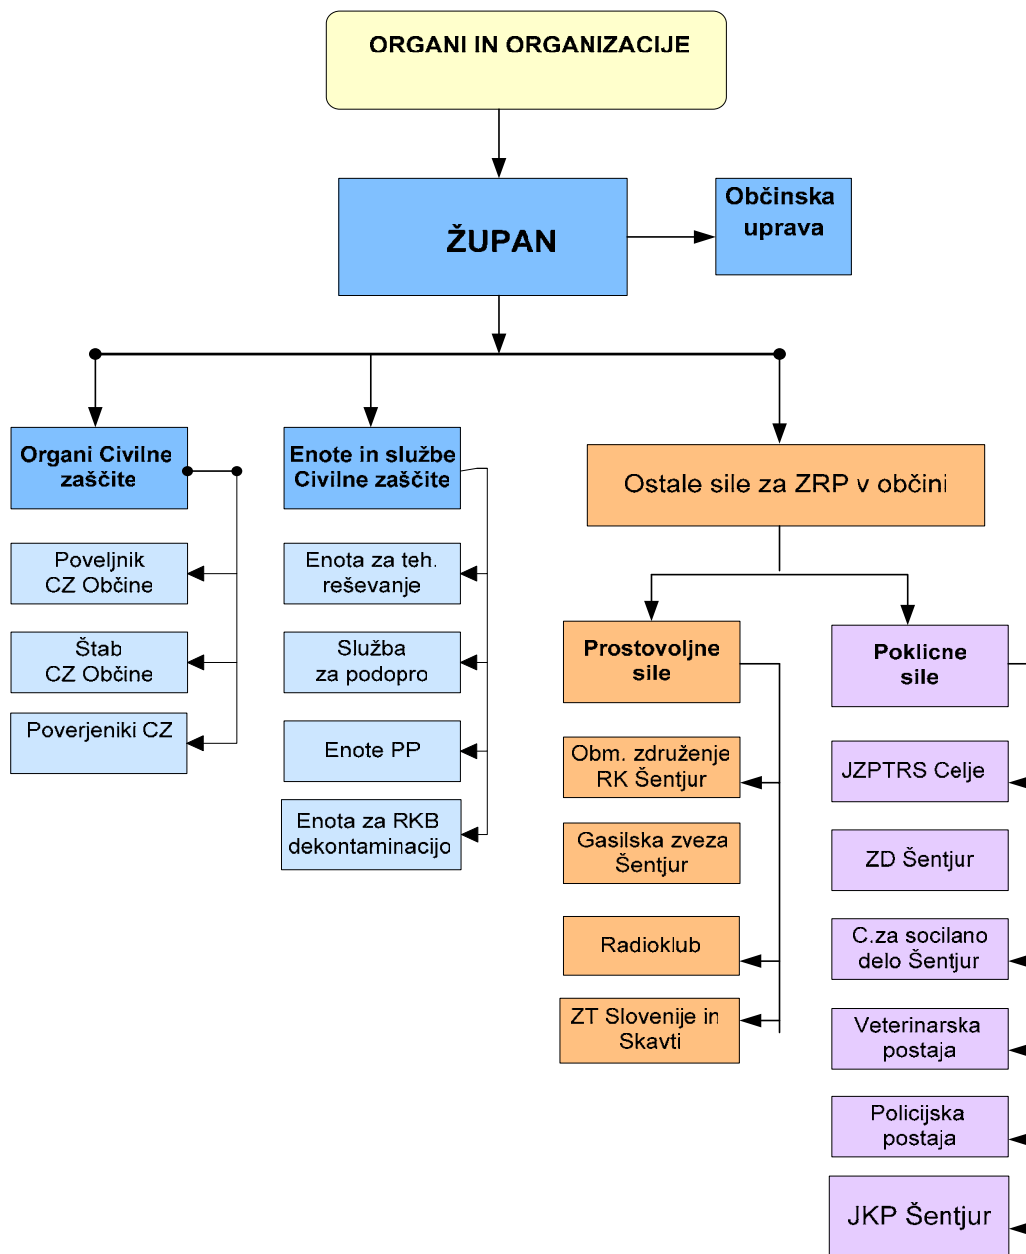 ORGANI IN ORGANIZACIJE
ŽUPAN
Občinska
uprava
Organi Civilne
zaščite
Poveljnik
CZ Občine
Štab
CZ Občine
Poverjeniki CZ
Enote in službe
Civilne zaščite
Enota za teh.
reševanje
Služba
za podopro
Enote PP
Enota za RKB
dekontaminacijo
Ostale sile za ZRP v občini
Prostovoljne
sile
Obm. združenje
RK Šentjur
Gasilska zveza
Šentjur
Radioklub
ZT Slovenije in
Skavti
Poklicne
sile
JZPTRS Celje
ZD Šentjur
C.za socilano
delo Šentjur
Veterinarska
postaja
Policijska
postaja
JKP Šentjur